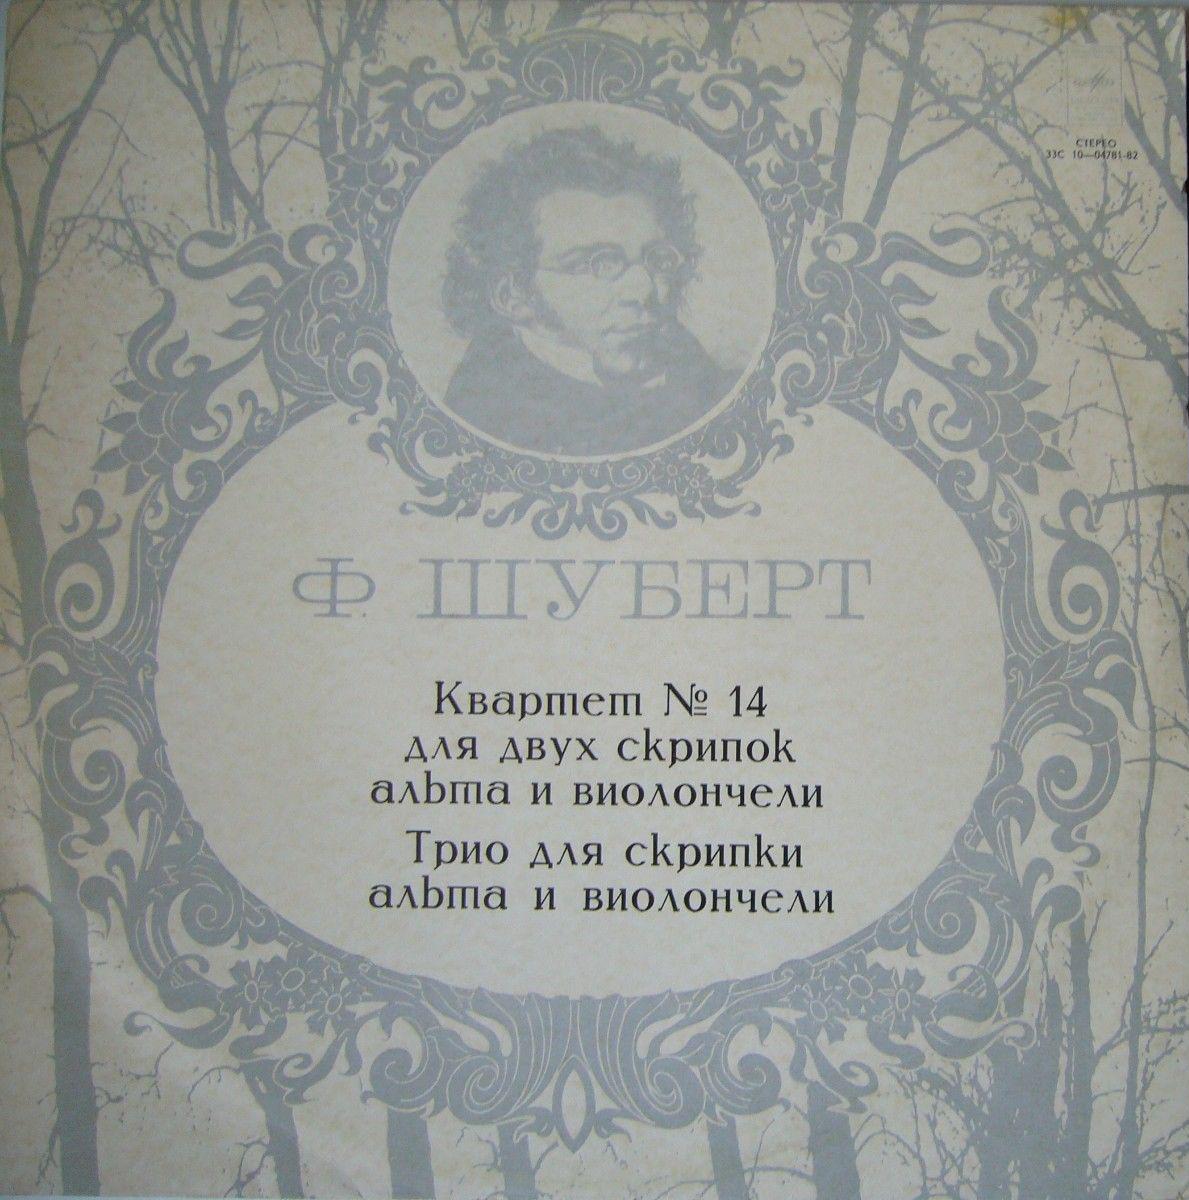 СТЕРЕО
33С 10—04781-82
Ф. ШУБЕРТ
Квартет № 14
для двух скрипок
альта и виолончели
Трио для скрипки
альта и виолончели